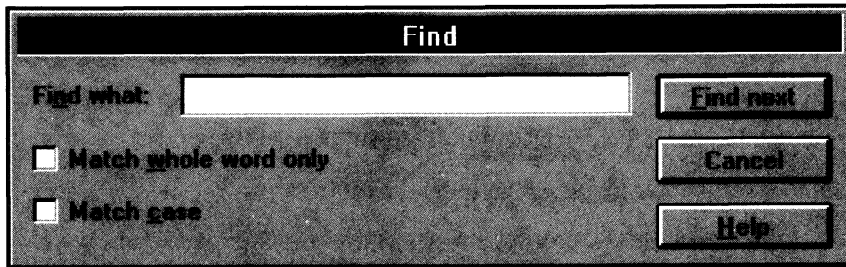 Find
Find what:
Find next
Match whole word only
Cancel
Match case
Help